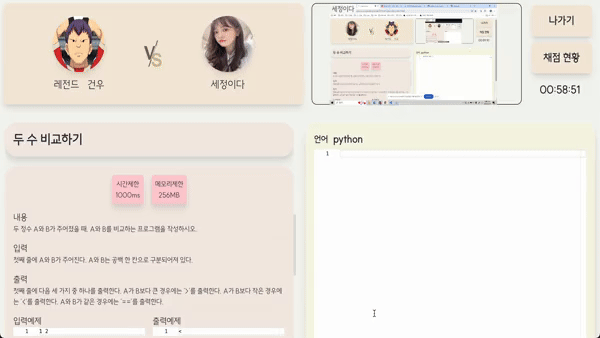 레전드 건우
VS
세정이다
세정이다
나가기
채점 현황
00:58:51
두 수 비교하기
시간제한
1000ms
메모리제한
256MB
내용
두 정수 A와 B가 주어졌을 때, A와 B를 비교하는 프로그램을 작성하시오.
입력
첫째 줄에 A와 B가 주어진다. A와 B는 공백 한 칸으로 구분되어져 있다.
출력
첫째 줄에 다음 세 가지 중 하나를 출력한다. A가 B보다 큰 경우에는 '>'를 출력한다. A가 B보다 작은 경우에
는 '<'를 출력한다. A와 B가 같은 경우에는 '=='를 출력한다.
입력예제
1 1 2
출력예제
1 <
언어 python
1